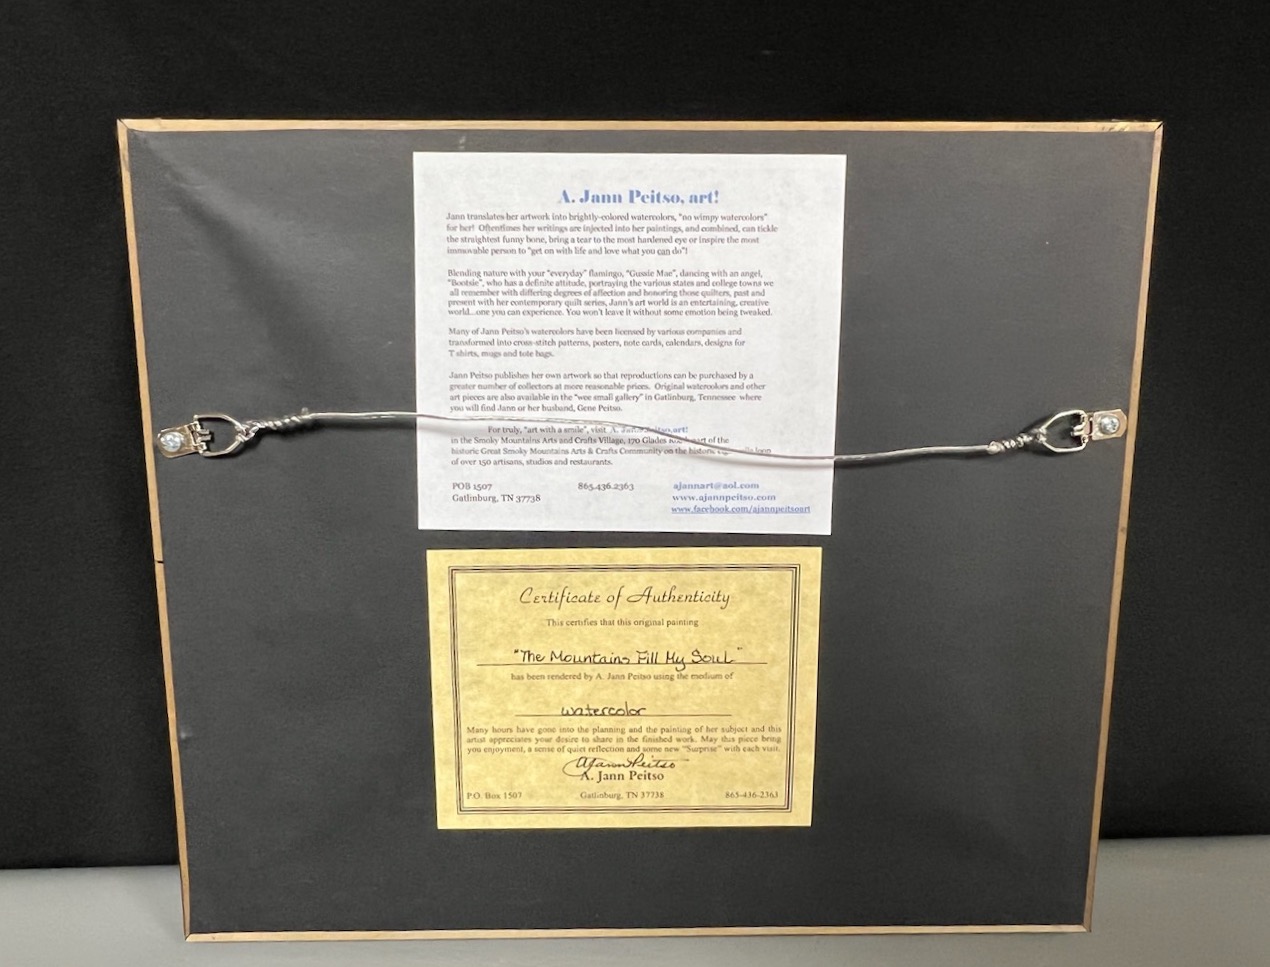 A. Jann Peitso, art!
Jann translates her artwork into brightly-colored watercolors, "no wimpy watercolors"
for her! Oftentimes her writings are injected into her paintings, and combined, can tickle
the straightest funny bone, bring a tear to the most hardened eye or inspire the most
immovable person to "get on with life and love what you can do"!
Blending nature with your "everyday" flamingo, "Gussie Mae", dancing with an angel,
"Bootsie", who has a definite attitude, portraying the various states and college towns we
all remember with differing degrees of affection and honoring those quilters, past and
present with her contemporary quilt series, Jann's art world is an entertaining, creative
world...one you can experience. You won't leave it without some emotion being tweaked.
Many of Jann Peitso's watercolors have been licensed by various companies and
transformed into cross-stitch patterns, posters, note cards, calendars, designs for
T shirts, mugs and tote bags.
Jann Peitso publishes her own artwork so that reproductions can be purchased by a
greater number of collectors at more reasonable prices. Original watercolors and other
art pieces are also available in the "wee small gallery" in Gatlinburg, Tennessee where
you will find Jann or her husband, Gene Peitso.
For truly, "art with a smile", visit A. Jann Peitso, art!
in the Smoky Mountains Arts and Crafts Village, 170 Glades part of the
historic Great Smoky Mountains Arts & Crafts Community on the historic loop
of over 150 artisans, studios and restaurants.
POB 1507 865.436.2363 ajannart@aol.com
Gatlinburg, TN 37738 www.ajannpeitso.com
www.facebook.com/ajannpeitsoart
Certificate of Authenticity
This certifies that this original painting
"The Mountains Fill My Soul"
has been rendered by A. Jann Peitso using the medium of
watercolor
Many hours have gone into the planning and the painting of her subject and this
artist appreciates your desire to share in the finished work. May this piece bring
you enjoyment, a sense of quiet reflection and some new "Surprise" with each visit.
AJann Peitso
A. Jann Peitso
P.O. Box 1507 Gatlinburg, TN 37738 865-436-2363